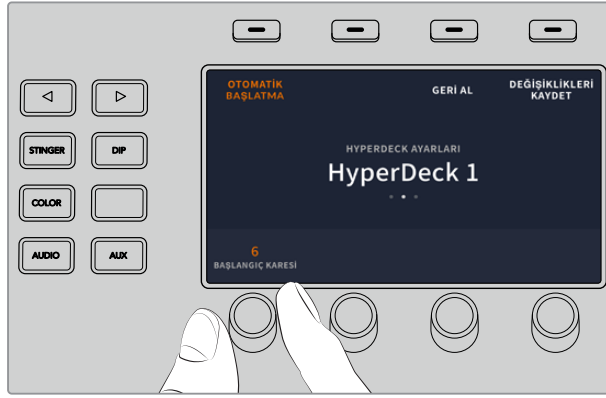 OTOMATİK
BAŞLATMA
GERİ AL
DEĞİŞİKLİKLERİ
KAYDET
HYPERDECK AYARLARI
HyperDeck 1
6
BAŞLANGIÇ KARESİ
STINGER
DIP
COLOR
AUDIO
AUX